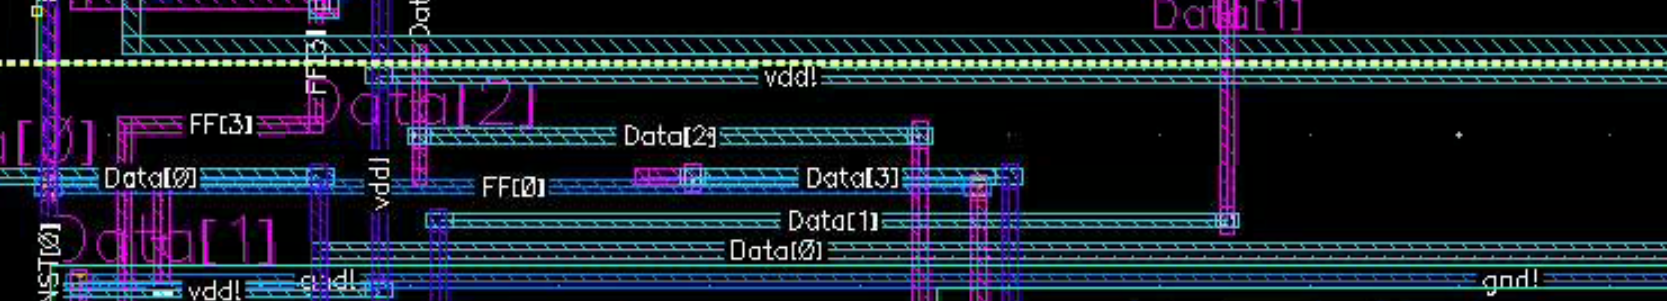 Data[1]
FF[3]
vdd!
Data[2]
FF[3]
Data[2]
Data[0]
vdd!
FF[0]
Data[3]
Data[1]
Data[1]
Data[0]
gnd!
vdd!
gnd!